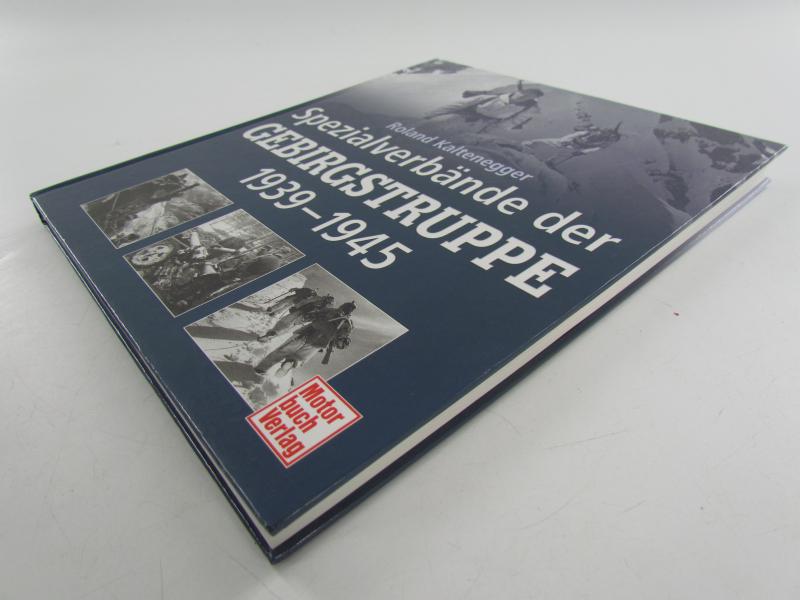 Roland Kaltenegger
Spezialverbände der
GEBIRGSTRUPPE
1939–1945
Motor
buch
Verlag